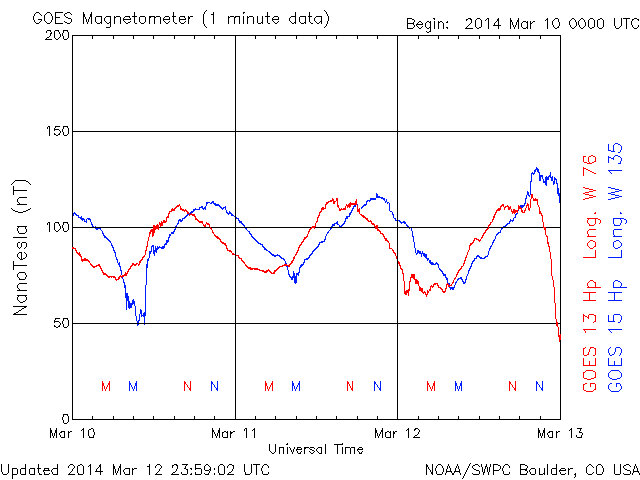 GOES Magnetometer (1 minute data)
Begin: 2014 Mar 10 0000 UTC
200
150
100
50
0
NanoTesla (nT)
M M N N M M N N M M N N
Mar 10 Mar 11 Mar 12 Mar 13
Universal Time
GOES 13 Hp Long. W 76
GOES 15 Hp Long. W 135
Updated 2014 Mar 12 23:59:02 UTC
NOAA/SWPC Boulder, CO USA